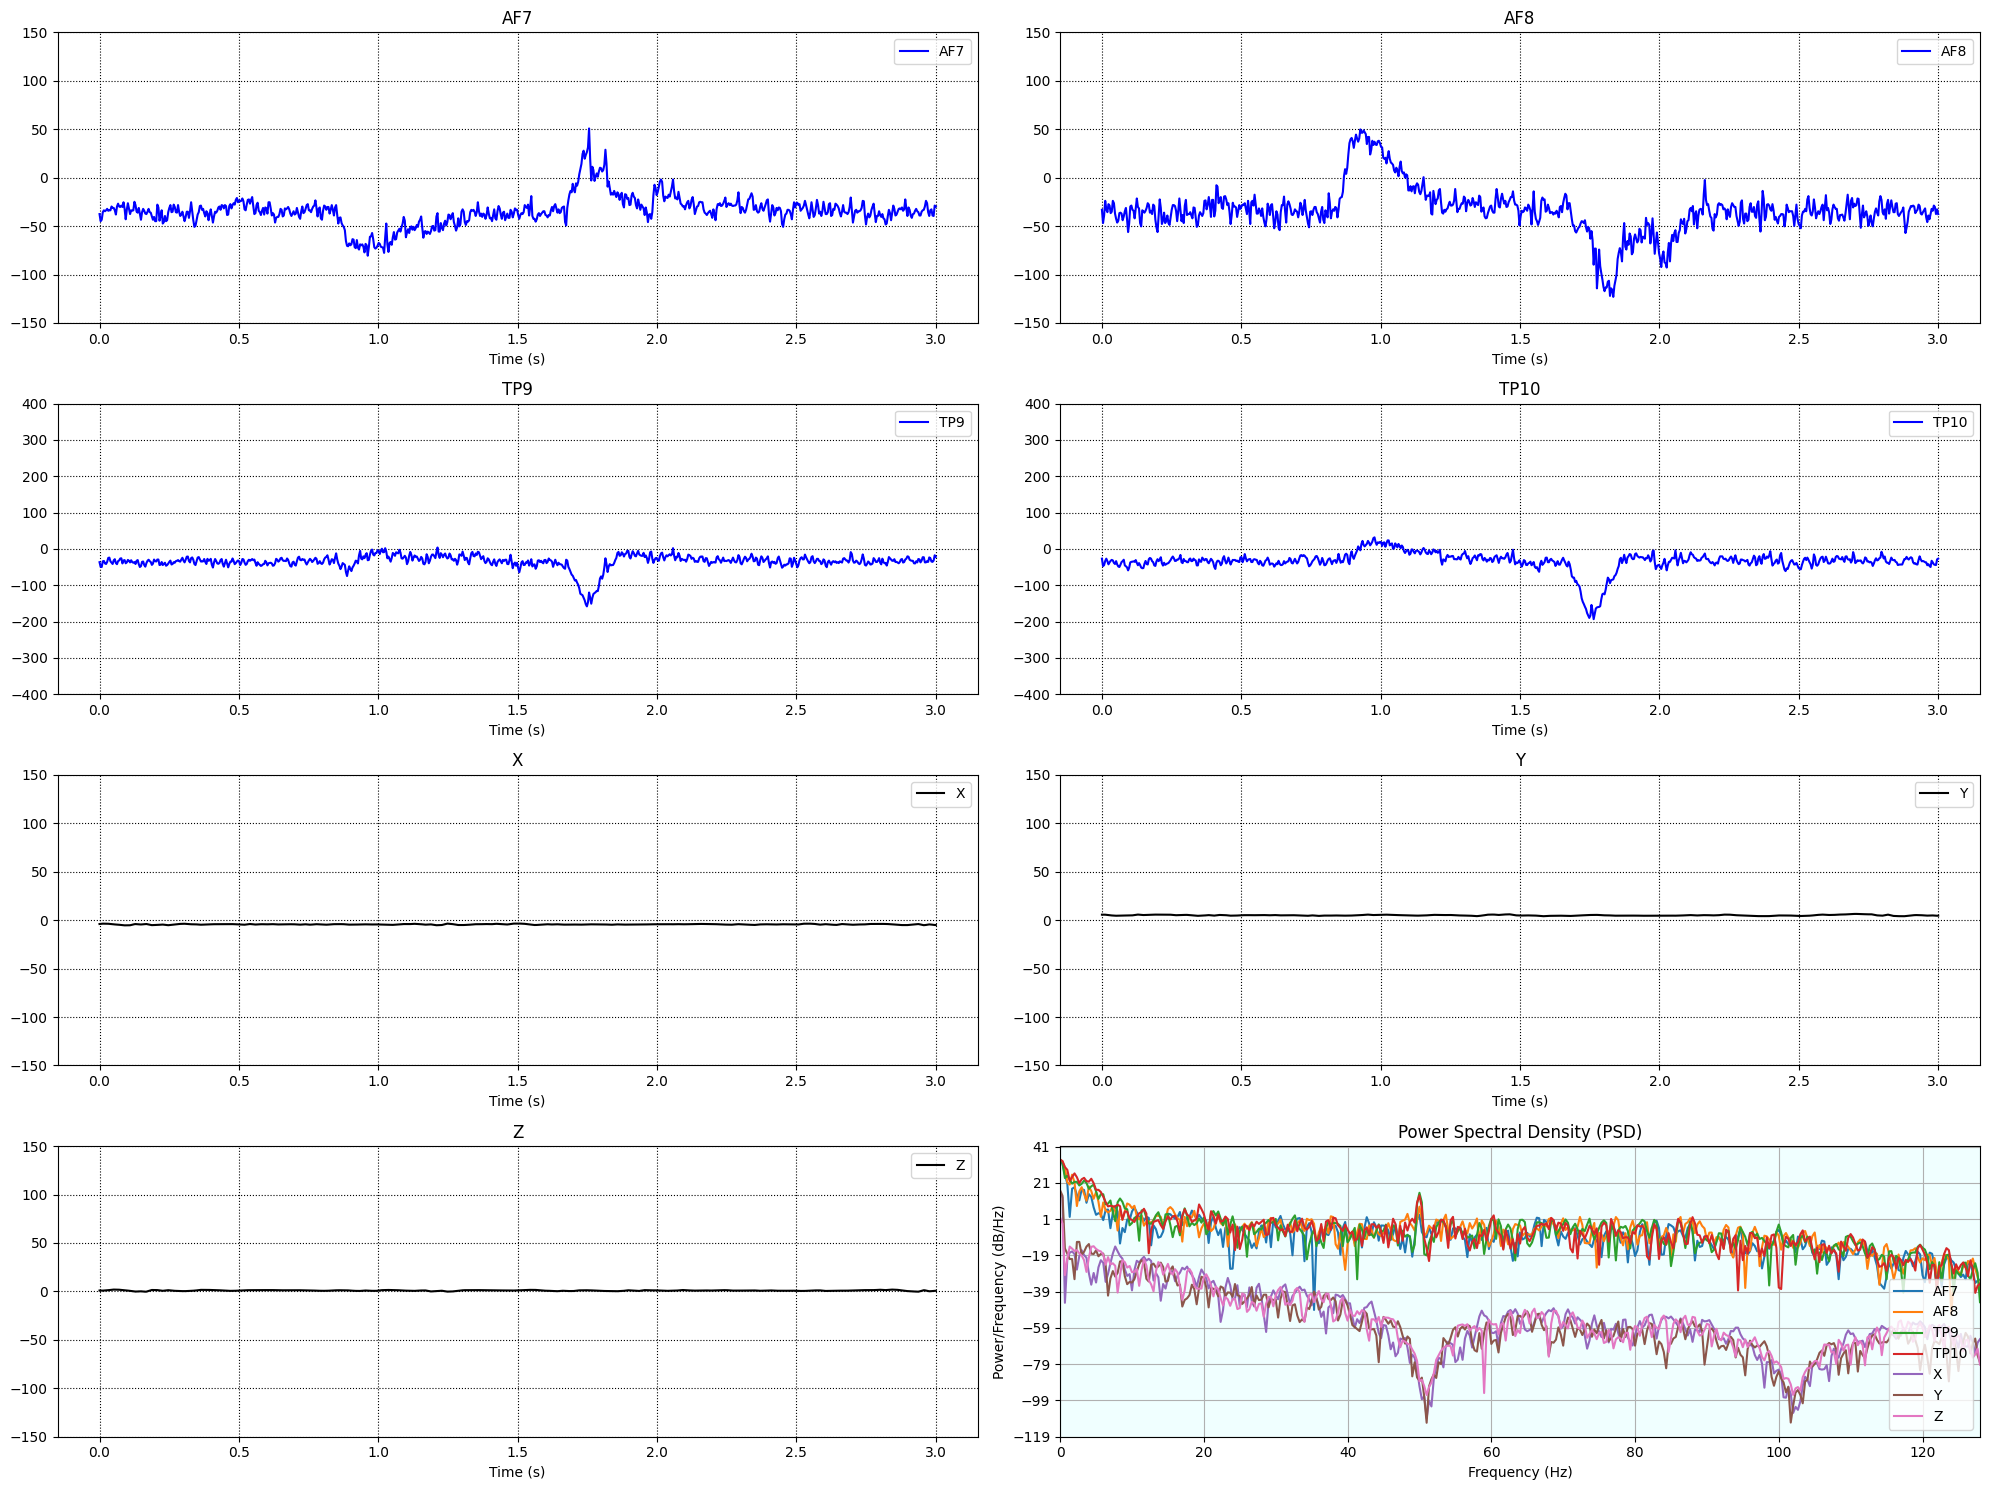 AF7
150
100
50
0
−50
−100
−150
0.0 0.5 1.0 1.5 2.0 2.5 3.0
Time (s)
AF7
AF8
150
100
50
0
−50
−100
−150
0.0 0.5 1.0 1.5 2.0 2.5 3.0
Time (s)
AF8
TP9
400
300
200
100
0
−100
−200
−300
−400
0.0 0.5 1.0 1.5 2.0 2.5 3.0
Time (s)
TP9
TP10
400
300
200
100
0
−100
−200
−300
−400
0.0 0.5 1.0 1.5 2.0 2.5 3.0
Time (s)
TP10
X
150
100
50
0
−50
−100
−150
0.0 0.5 1.0 1.5 2.0 2.5 3.0
Time (s)
X
Y
150
100
50
0
−50
−100
−150
0.0 0.5 1.0 1.5 2.0 2.5 3.0
Time (s)
Y
Z
150
100
50
0
−50
−100
−150
0.0 0.5 1.0 1.5 2.0 2.5 3.0
Time (s)
Z
Power Spectral Density (PSD)
Power/Frequency (dB/Hz)
41
21
1
−19
−39
−59
−79
−99
−119
0 20 40 60 80 100 120
Frequency (Hz)
AF7
AF8
TP9
TP10
X
Y
Z